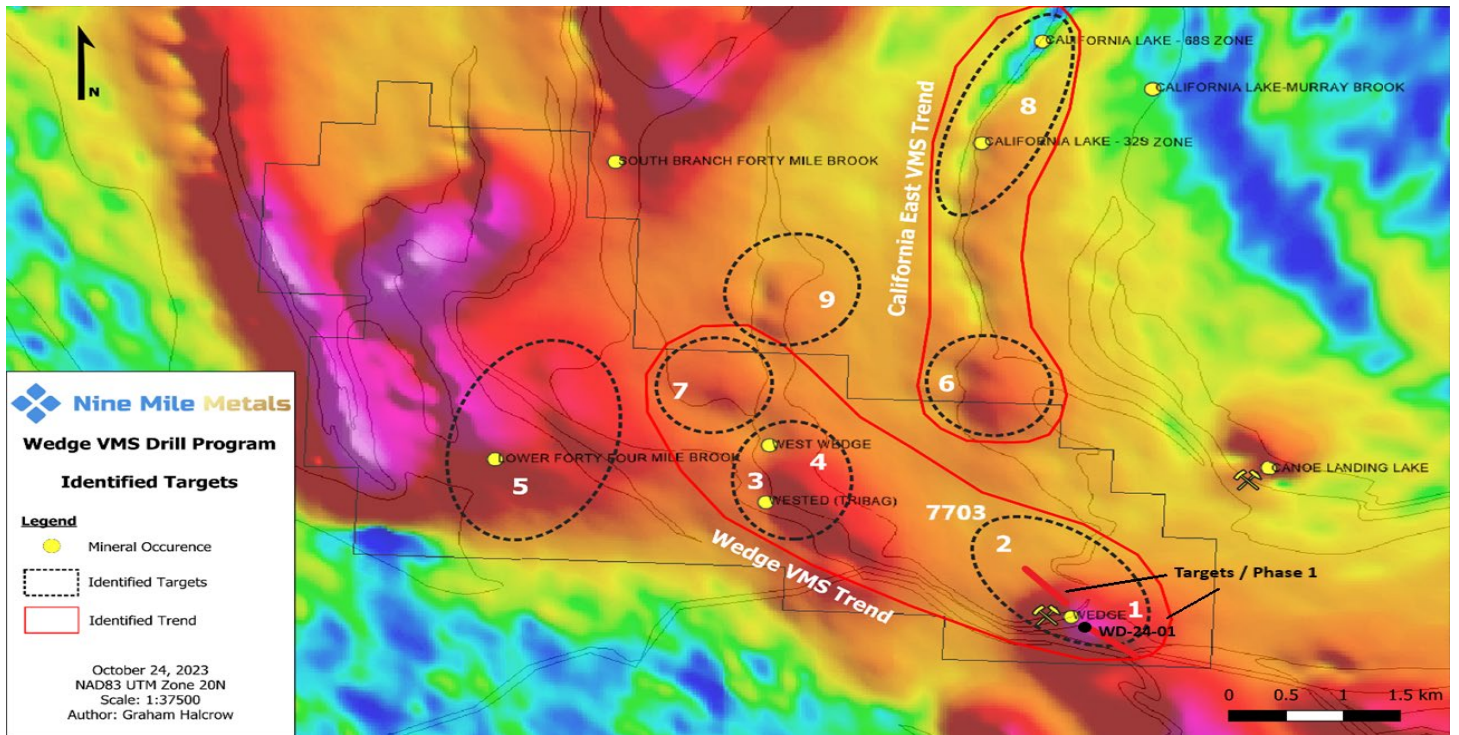 N
CALIFORNIA LAKE - 68S ZONE
CALIFORNIA LAKE-MURRAY BROOK
8
CALIFORNIA LAKE - 32S ZONE
SOUTH BRANCH FORTY MILE BROOK
California East VMS Trend
9
6
7
WEST WEDGE
4
LOWER FORTY FOUR MILE BROOK
CANOE LANDING LAKE
5
3
WESTED (TRIBAG)
7703
2
Wedge VMS Trend
Targets / Phase 1
WEDGE
1
WD-24-01
Nine Mile Metals
Wedge VMS Drill Program
Identified Targets
Legend
Mineral Occurence
Identified Targets
Identified Trend
October 24, 2023
NAD83 UTM Zone 20N
Scale: 1:37500
Author: Graham Halcrow
0 0.5 1 1.5 km